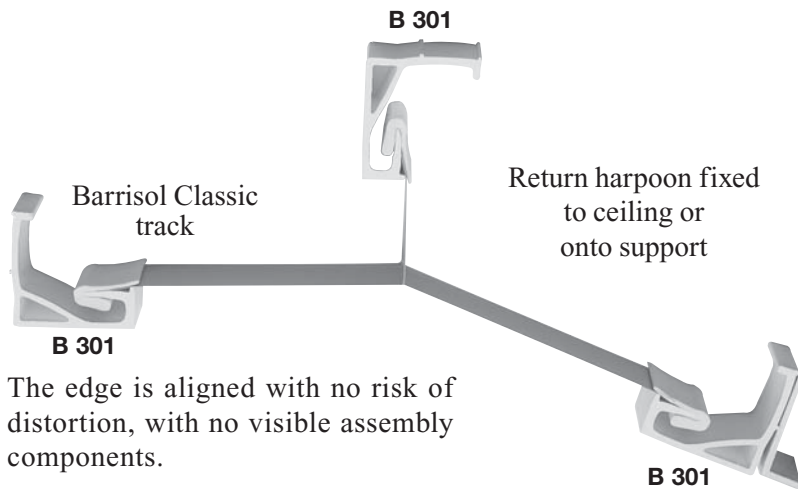 B 301
Barrisol Classic
track
Return harpoon fixed
to ceiling or
onto support
B 301
The edge is aligned with no risk of
distortion, with no visible assembly
components.
B 301